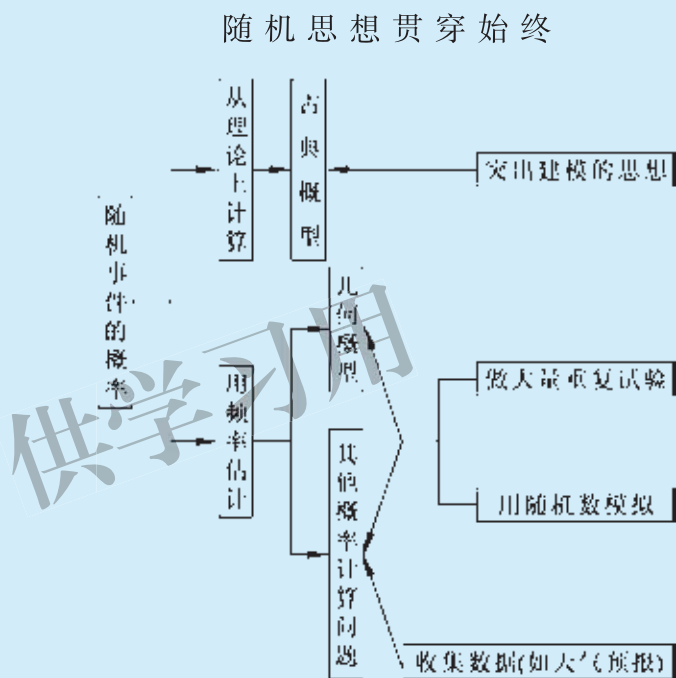 随机思想贯穿始终
随机事件的概率
从理论上计算
古典概型
突出建模的思想
用频率估计
几何概型
其他概率计算问题
做大量重复试验
用随机数模拟
收集数据(如天气预报)
供学习用